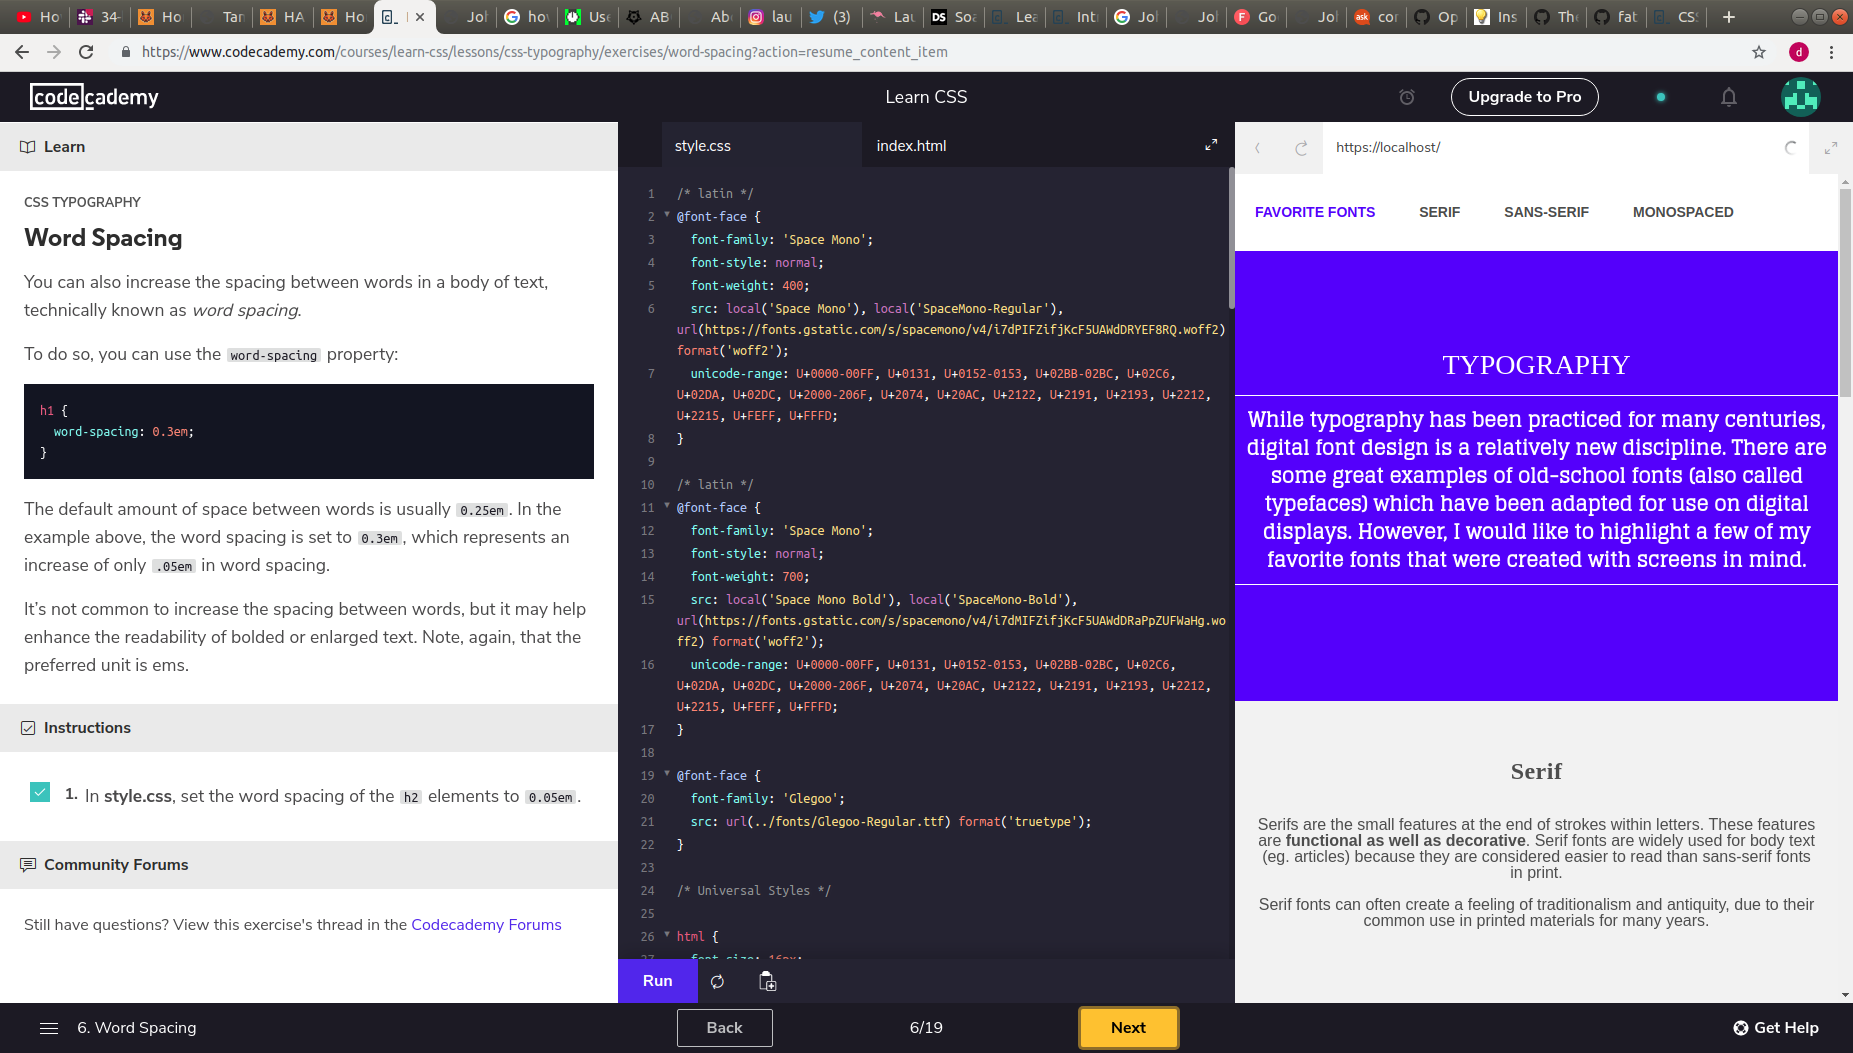 Ho
34-
Ho
Tar
HA
Ho
Joh
how
Use
AB
Abo
lau
(3)
Lau
DS
Soa
Lea
Intr
Joh
Joh
Go
Joh
ask
cor
Op
Ins
The
fat
CSS
https://www.codecademy.com/courses/learn-css/lessons/css-typography/exercises/word-spacing?action=resume_content_item
d
codecademy
Learn CSS
Upgrade to Pro
Learn
CSS TYPOGRAPHY
Word Spacing
You can also increase the spacing between words in a body of text,
technically known as word spacing.
To do so, you can use the word-spacing property:
h1 {
word-spacing: 0.3em;
}
The default amount of space between words is usually 0.25em. In the
example above, the word spacing is set to 0.3em, which represents an
increase of only .05em in word spacing.
It’s not common to increase the spacing between words, but it may help
enhance the readability of bolded or enlarged text. Note, again, that the
preferred unit is ems.
Instructions
1. In style.css, set the word spacing of the h2 elements to 0.05em.
Community Forums
Still have questions? View this exercise's thread in the Codecademy Forums
style.css
index.html
1 /* latin */
2 @font-face {
3 font-family: 'Space Mono';
4 font-style: normal;
5 font-weight: 400;
6 src: local('Space Mono'), local('SpaceMono-Regular'),
url(https://fonts.gstatic.com/s/spacemono/v4/i7dPIFZifjKcF5UAWdDRYEF8RQ.woff2)
format('woff2');
7 unicode-range: U+0000-00FF, U+0131, U+0152-0153, U+02BB-02BC, U+02C6,
U+02DA, U+02DC, U+2000-206F, U+2074, U+20AC, U+2122, U+2191, U+2193, U+2212,
U+2215, U+FEFF, U+FFFD;
8 }
9
10 /* latin */
11 @font-face {
12 font-family: 'Space Mono';
13 font-style: normal;
14 font-weight: 700;
15 src: local('Space Mono Bold'), local('SpaceMono-Bold'),
url(https://fonts.gstatic.com/s/spacemono/v4/i7dMIFZifjKcF5UAWdDRaPpZUFWaHg.wo
ff2) format('woff2');
16 unicode-range: U+0000-00FF, U+0131, U+0152-0153, U+02BB-02BC, U+02C6,
U+02DA, U+02DC, U+2000-206F, U+2074, U+20AC, U+2122, U+2191, U+2193, U+2212,
U+2215, U+FEFF, U+FFFD;
17 }
18
19 @font-face {
20 font-family: 'Glegoo';
21 src: url(../fonts/Glegoo-Regular.ttf) format('truetype');
22 }
23
24 /* Universal Styles */
25
26 html {
27 font-size: 16px;
Run
https://localhost/
FAVORITE FONTS
SERIF
SANS-SERIF
MONOSPACED
TYPOGRAPHY
While typography has been practiced for many centuries,
digital font design is a relatively new discipline. There are
some great examples of old-school fonts (also called
typefaces) which have been adapted for use on digital
displays. However, I would like to highlight a few of my
favorite fonts that were created with screens in mind.
Serif
Serifs are the small features at the end of strokes within letters. These features
are functional as well as decorative. Serif fonts are widely used for body text
(eg. articles) because they are considered easier to read than sans-serif fonts
in print.
Serif fonts can often create a feeling of traditionalism and antiquity, due to their
common use in printed materials for many years.
6. Word Spacing
Back
6/19
Next
Get Help